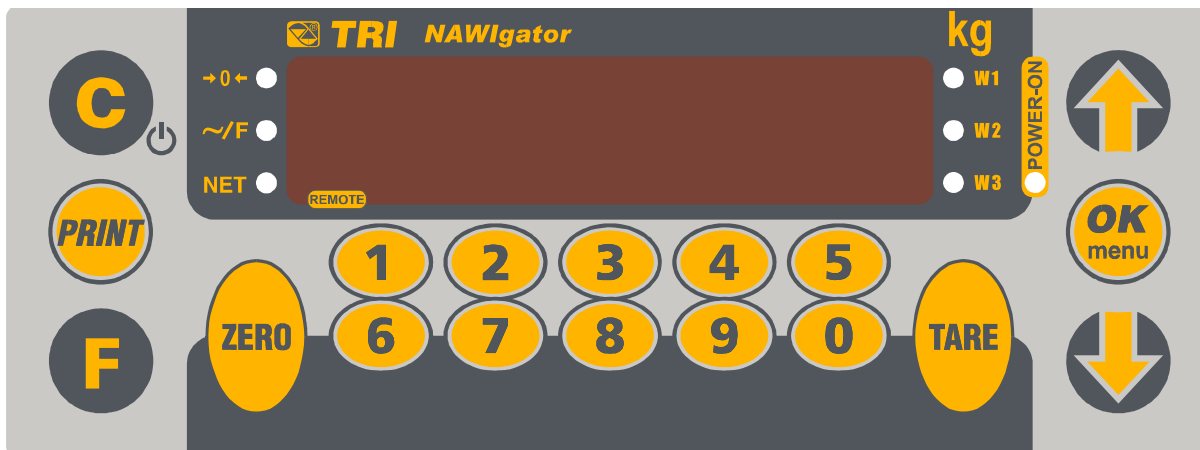 TRI NAWIgator kg
C →0← W1
~/F W2 POWER-ON
NET W3
REMOTE
PRINT OK
menu
1 2 3 4 5
ZERO 6 7 8 9 0 TARE
F